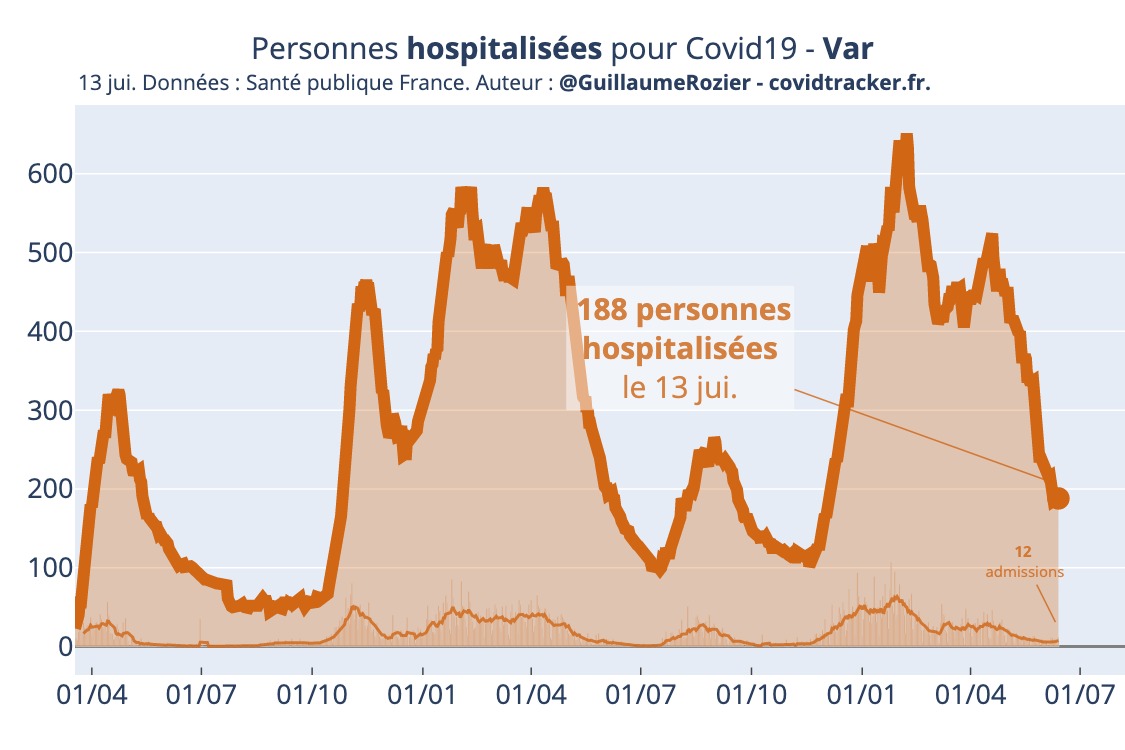 Personnes hospitalisées pour Covid19 - Var
13 jui. Données : Santé publique France. Auteur : @GuillaumeRozier - covidtracker.fr.
600
500
400
300
200
100
0
188 personnes
hospitalisées
le 13 jui.
12
admissions
01/04 01/07 01/10 01/01 01/04 01/07 01/10 01/01 01/04 01/07